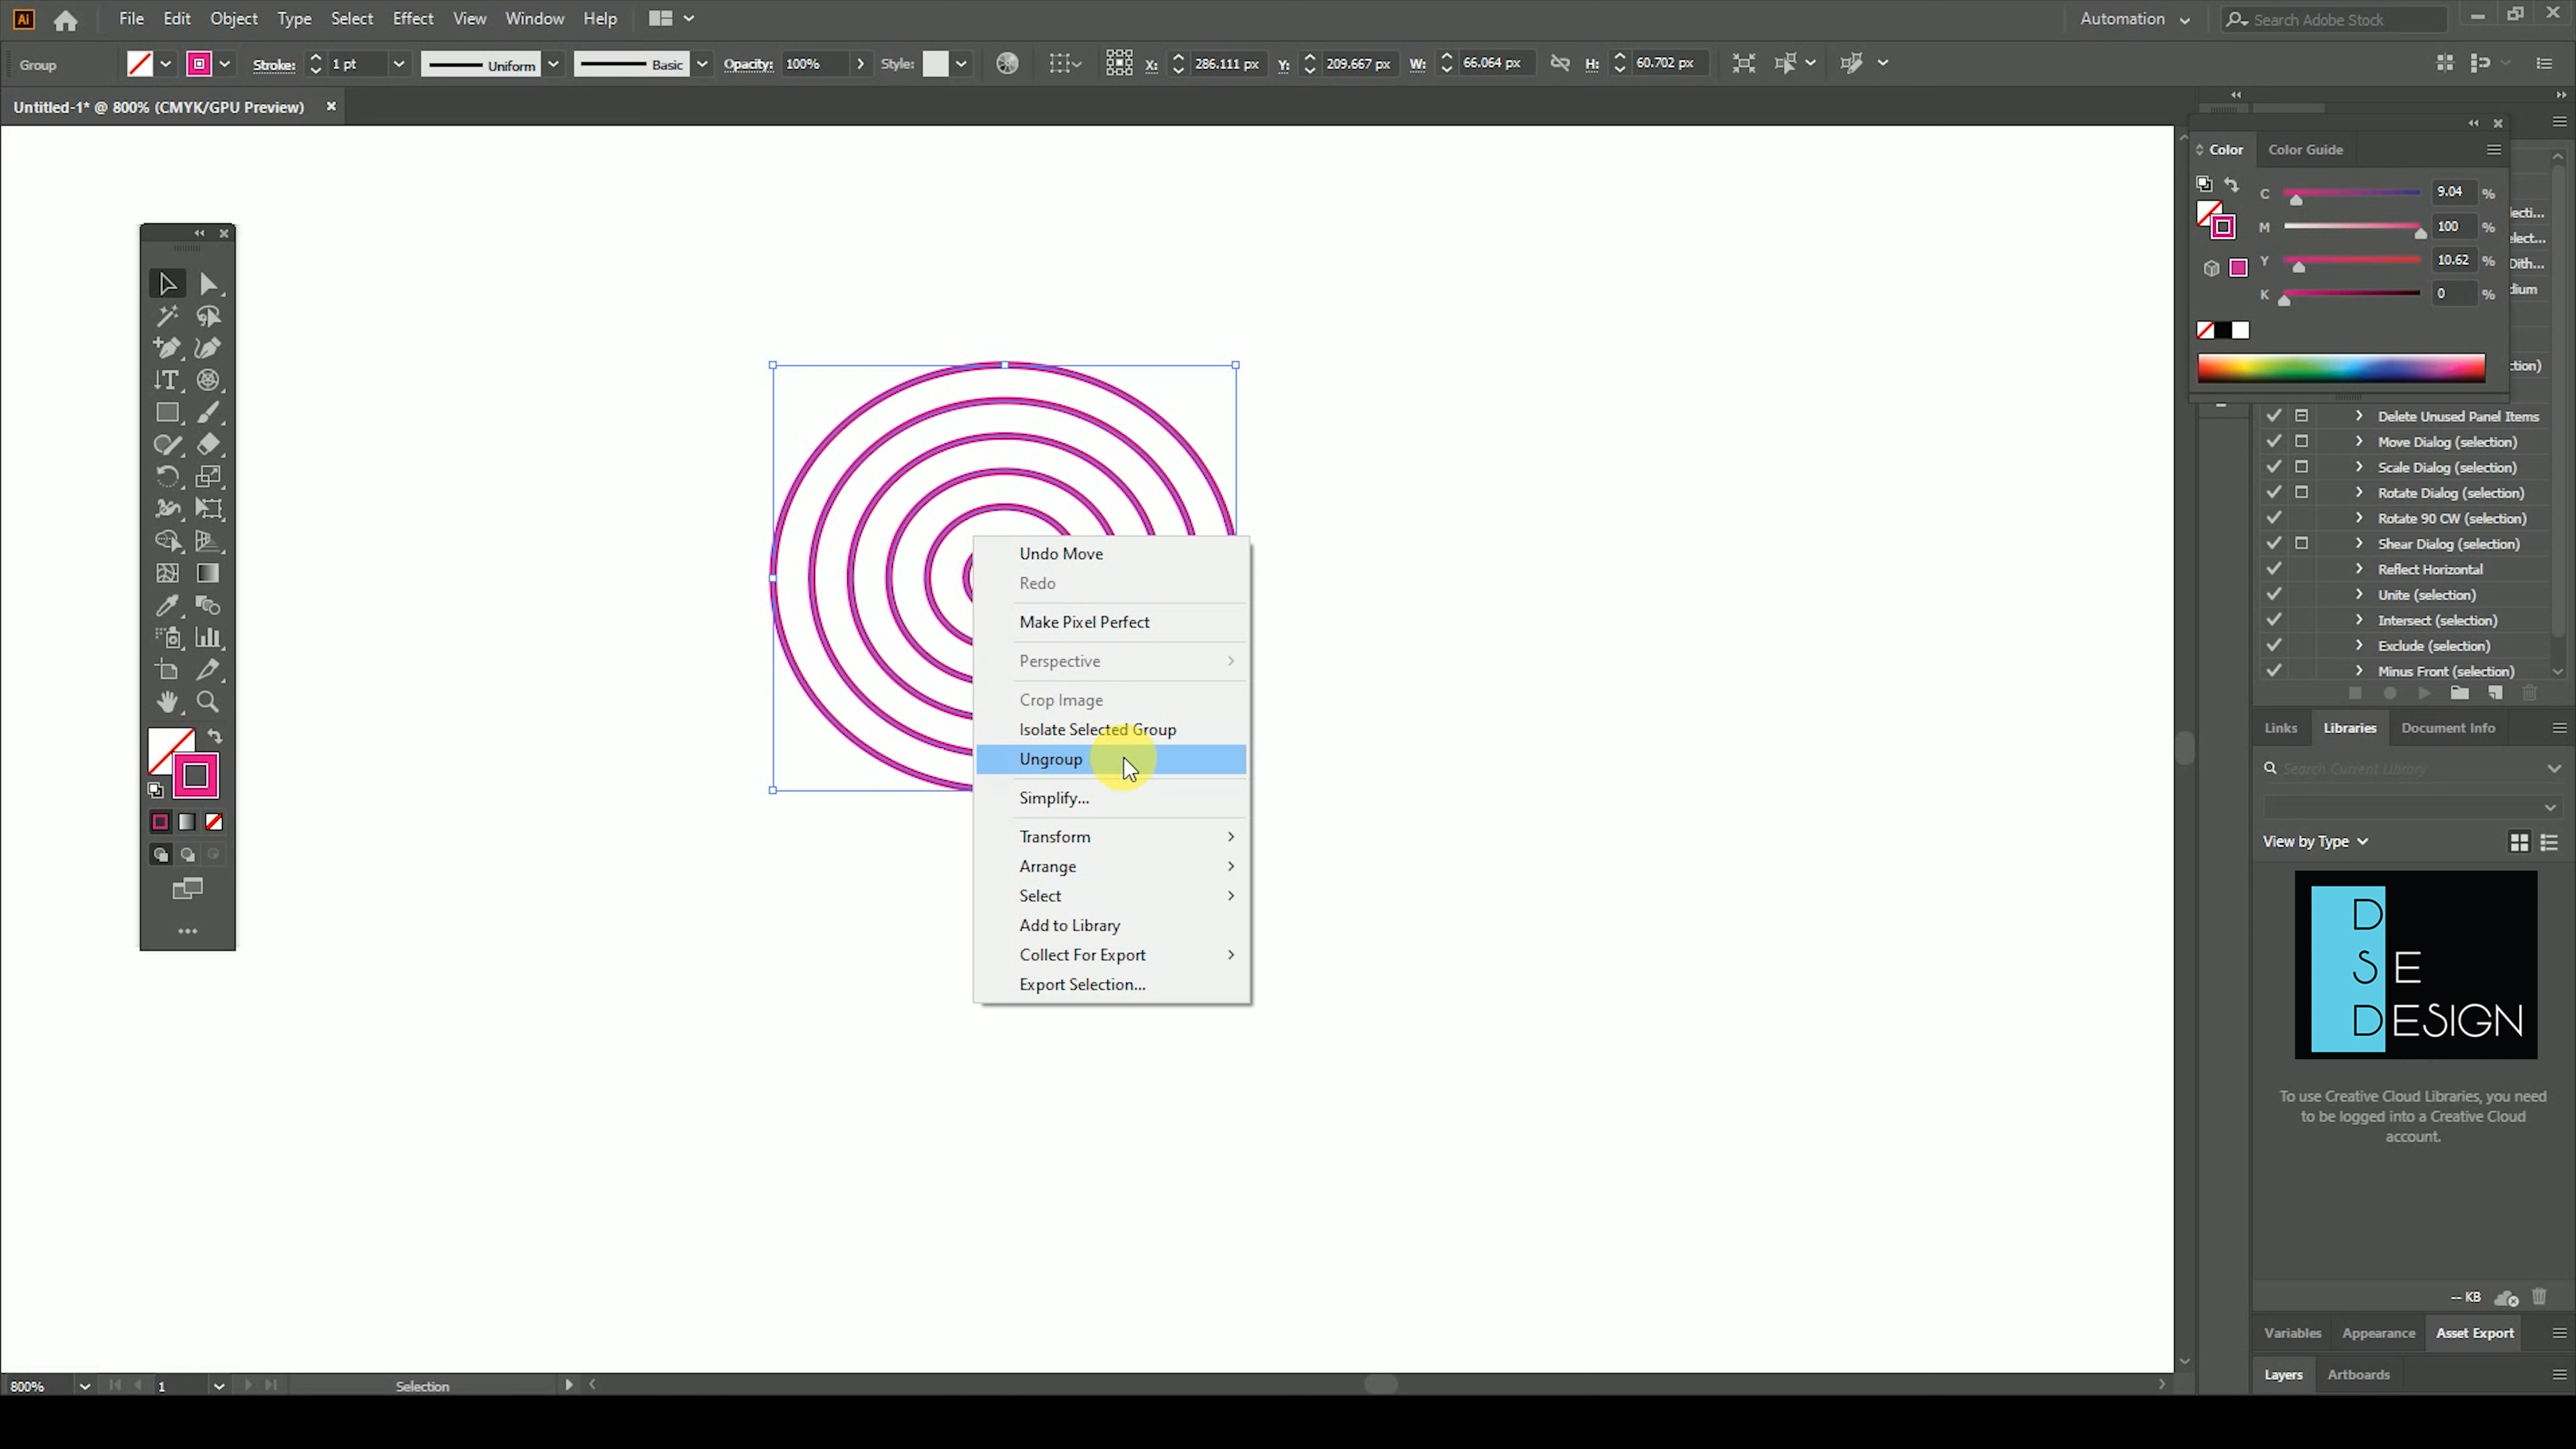 Ai File Edit Object Type Select Effect View Window Help Automation Search Adobe Stock
Group Stroke: 1 pt Uniform Basic Opacity: 100% Style: X: 286.111 px Y: 209.667 px W: 66.064 px H: 60.702 px
Untitled-1* @ 800% (CMYK/GPU Preview)
Color Color Guide
C 9.04 %
M 100 %
Y 10.62 %
K 0 %
lecti...
elect...
Dith...
dium
ction)
Delete Unused Panel Items
Move Dialog (selection)
Scale Dialog (selection)
Rotate Dialog (selection)
Rotate 90 CW (selection)
Shear Dialog (selection)
Reflect Horizontal
Unite (selection)
Intersect (selection)
Exclude (selection)
Minus Front (selection)
Undo Move
Redo
Make Pixel Perfect
Perspective
Crop Image
Isolate Selected Group
Ungroup
Simplify...
Transform
Arrange
Select
Add to Library
Collect For Export
Export Selection...
Links Libraries Document Info
Search Current Library
View by Type
D
SE
DESIGN
To use Creative Cloud Libraries, you need
to be logged into a Creative Cloud
account.
-- KB
Variables Appearance Asset Export
Layers Artboards
800% 1 Selection